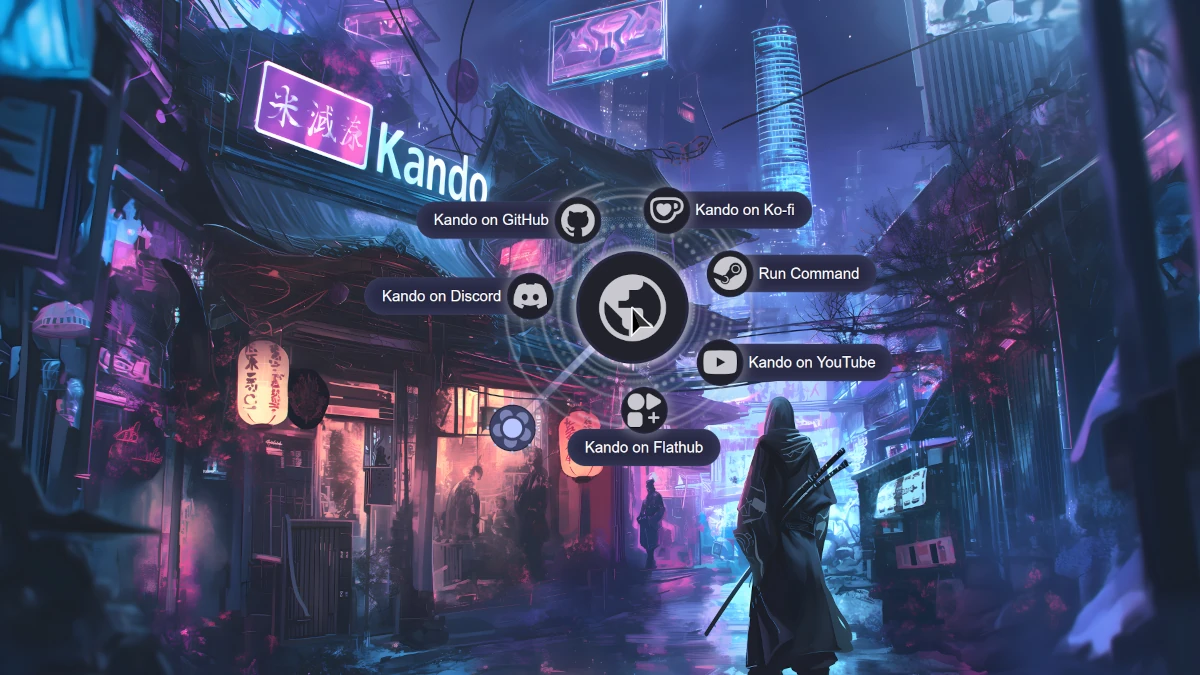 Kando
Kando on GitHub
Kando on Ko-fi
Run Command
Kando on Discord
Kando on YouTube
Kando on Flathub